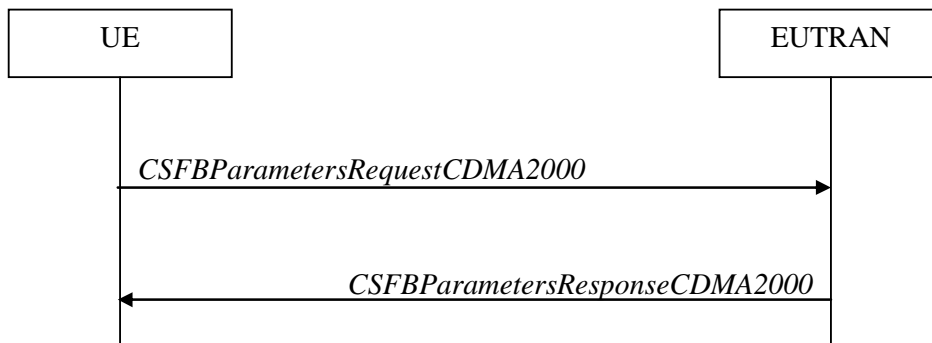 UE
EUTRAN
CSFBParametersRequestCDMA2000
CSFBParametersResponseCDMA2000